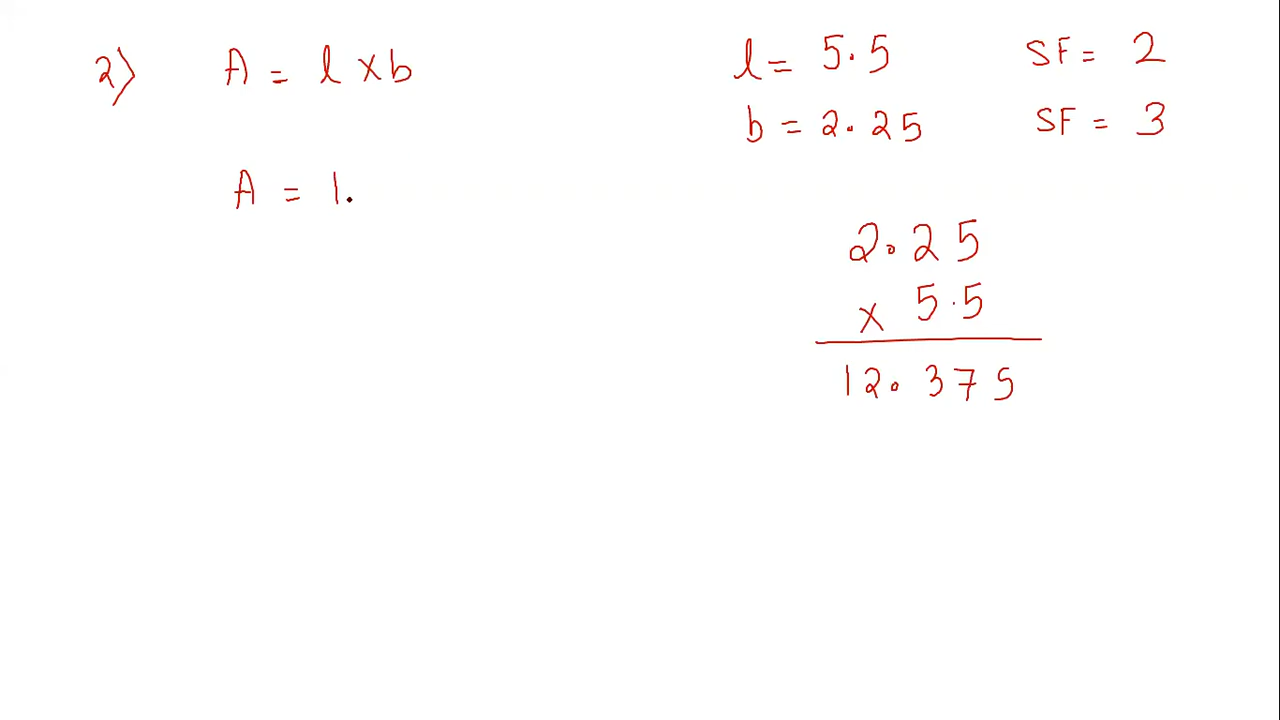 2) A = l × b
A = 1.
l = 5.5 SF = 2
b = 2.25 SF = 3
2.25
× 5.5
12.375